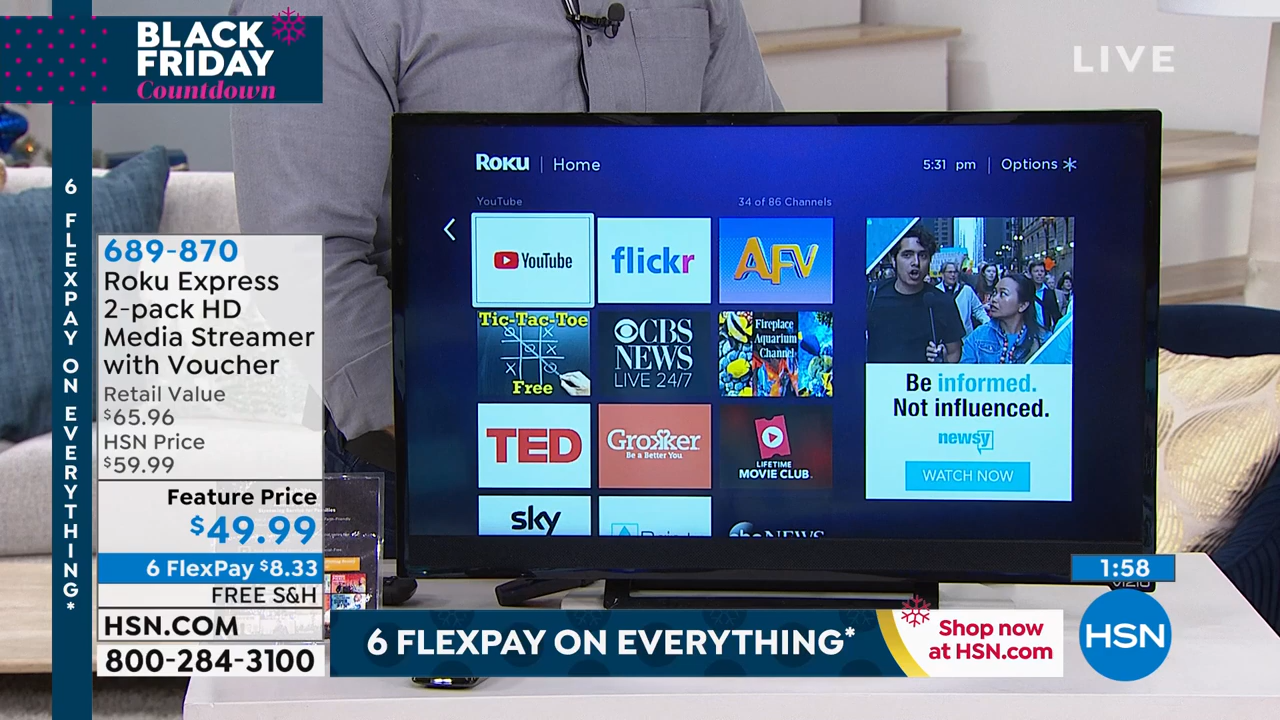 BLACK
FRIDAY
Countdown
LIVE
6 FLEXPAY ON EVERYTHING*
689-870
Roku Express
2-pack HD
Media Streamer
with Voucher
Retail Value
$65.96
HSN Price
$59.99
Feature Price
$49.99
6 FlexPay $8.33
FREE S&H
HSN.COM
800-284-3100
Roku | Home
5:31 pm | Options
YouTube
34 of 86 Channels
YouTube
flickr
AFV
Tic-Tac-Toe
Free
CBS
NEWS
LIVE 24/7
Fireplace
Aquarium
Channel
TED
Grokker
Be a Better You
LIFETIME
MOVIE CLUB
sky
abc NEWS
Be informed.
Not influenced.
newsy
WATCH NOW
1:58
VIZIO
6 FLEXPAY ON EVERYTHING*
Shop now
at HSN.com
HSN